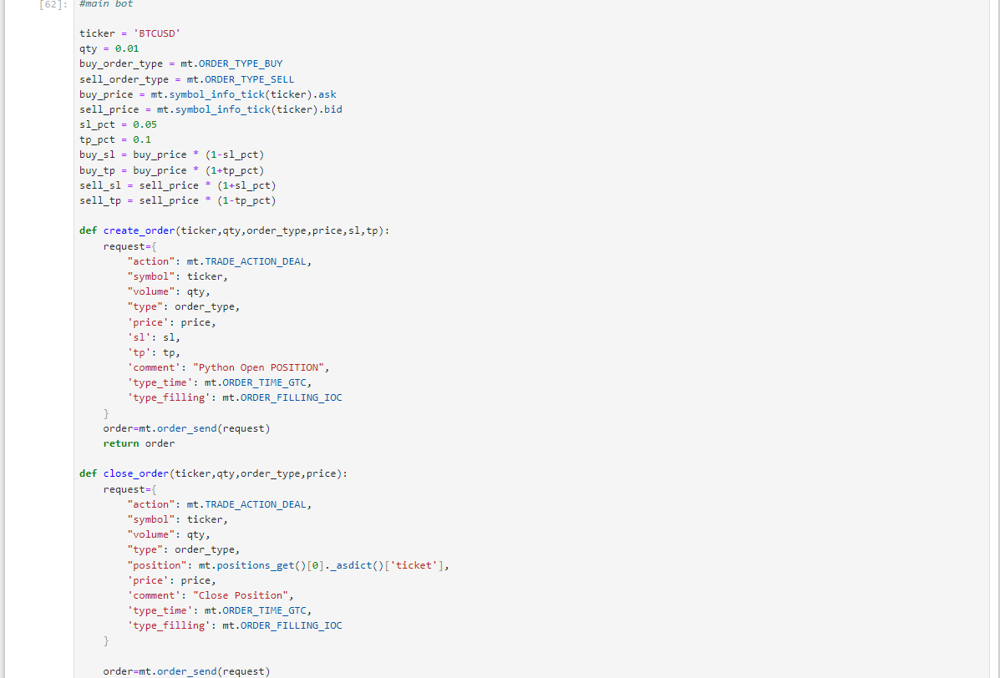 [62]: #main bot
ticker = 'BTCUSD'
qty = 0.01
buy_order_type = mt.ORDER_TYPE_BUY
sell_order_type = mt.ORDER_TYPE_SELL
buy_price = mt.symbol_info_tick(ticker).ask
sell_price = mt.symbol_info_tick(ticker).bid
sl_pct = 0.05
tp_pct = 0.1
buy_sl = buy_price * (1-sl_pct)
buy_tp = buy_price * (1+tp_pct)
sell_sl = sell_price * (1+sl_pct)
sell_tp = sell_price * (1-tp_pct)
def create_order(ticker,qty,order_type,price,sl,tp):
    request={
        "action": mt.TRADE_ACTION_DEAL,
        "symbol": ticker,
        "volume": qty,
        "type": order_type,
        'price': price,
        'sl': sl,
        'tp': tp,
        'comment': "Python Open POSITION",
        'type_time': mt.ORDER_TIME_GTC,
        'type_filling': mt.ORDER_FILLING_IOC
    }
    order=mt.order_send(request)
    return order
def close_order(ticker,qty,order_type,price):
    request={
        "action": mt.TRADE_ACTION_DEAL,
        "symbol": ticker,
        "volume": qty,
        "type": order_type,
        "position": mt.positions_get()[0]._asdict()['ticket'],
        'price': price,
        'comment': "Close Position",
        'type_time': mt.ORDER_TIME_GTC,
        'type_filling': mt.ORDER_FILLING_IOC
    }
    order=mt.order_send(request)